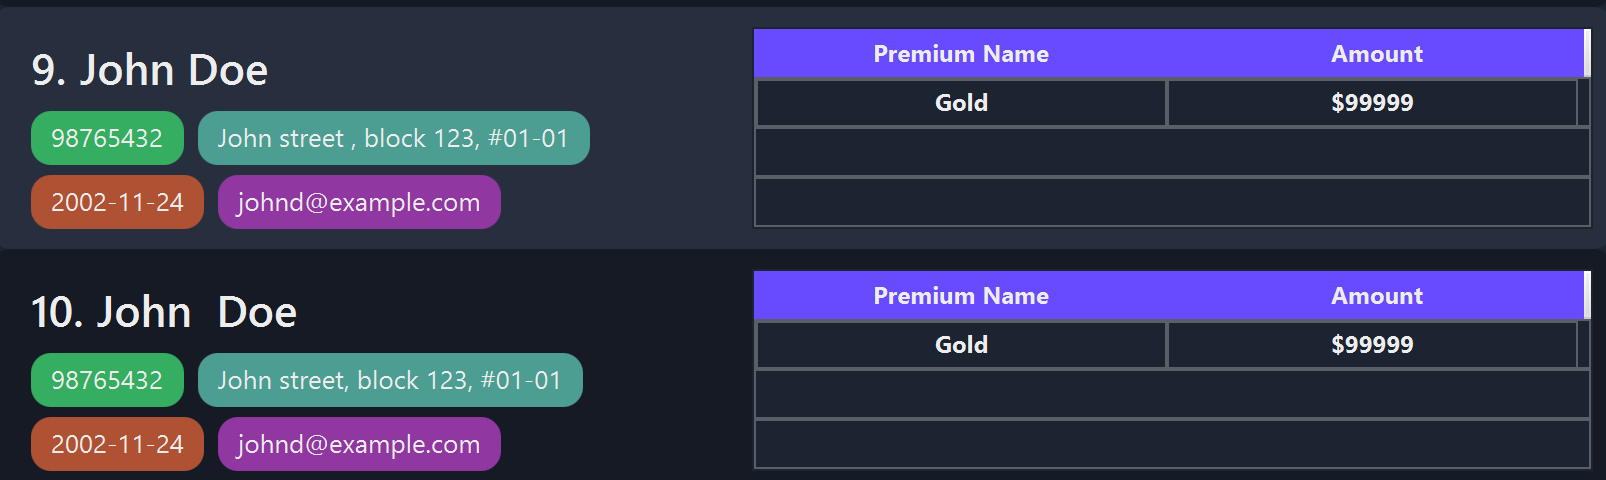 9. John Doe
98765432 John street , block 123, #01-01
2002-11-24 johnd@example.com
Premium Name Amount
Gold $99999
10. John  Doe
98765432 John street, block 123, #01-01
2002-11-24 johnd@example.com
Premium Name Amount
Gold $99999